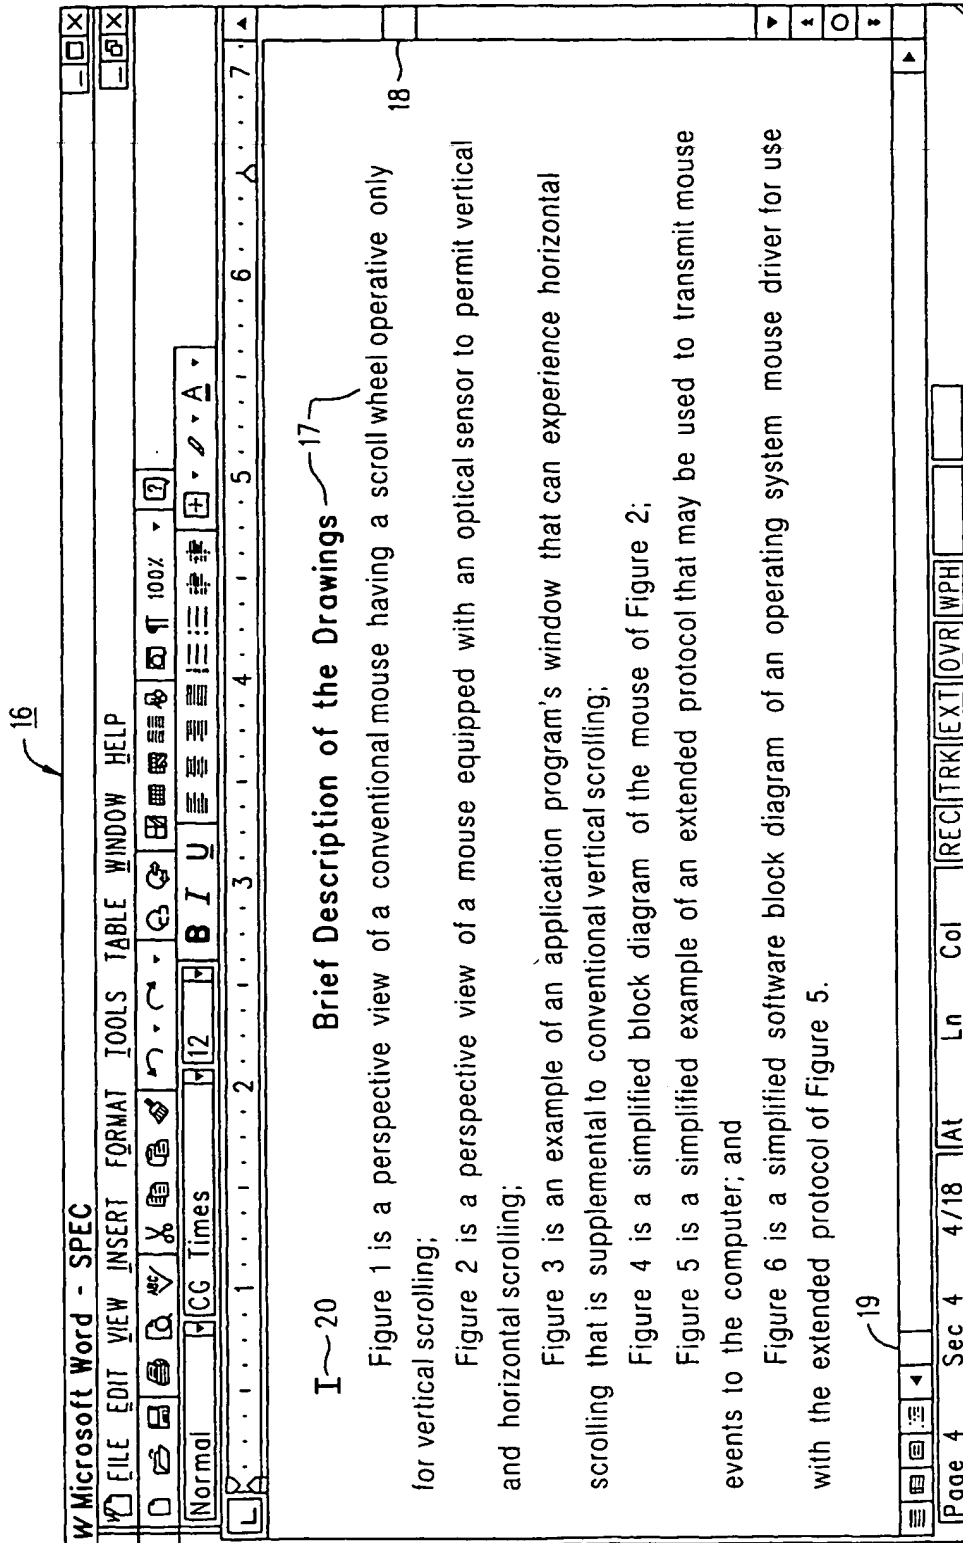 16
W Microsoft Word - SPEC
FILE EDIT VIEW INSERT FORMAT TOOLS TABLE WINDOW HELP
ABC ¶ 100% ?
Normal CG Times 12 B I U A
L 1 2 3 4 5 6 7
I 20
Brief Description of the Drawings 17
Figure 1 is a perspective view of a conventional mouse having a scroll wheel operative only
for vertical scrolling;
Figure 2 is a perspective view of a mouse equipped with an optical sensor to permit vertical
and horizontal scrolling;
18
Figure 3 is an example of an application program's window that can experience horizontal
scrolling that is supplemental to conventional vertical scrolling;
Figure 4 is a simplified block diagram of the mouse of Figure 2;
Figure 5 is a simplified example of an extended protocol that may be used to transmit mouse
events to the computer; and
Figure 6 is a simplified software block diagram of an operating system mouse driver for use
with the extended protocol of Figure 5.
19
Page 4 Sec 4 4/18 At Ln Col REC TRK EXT OVR WPH